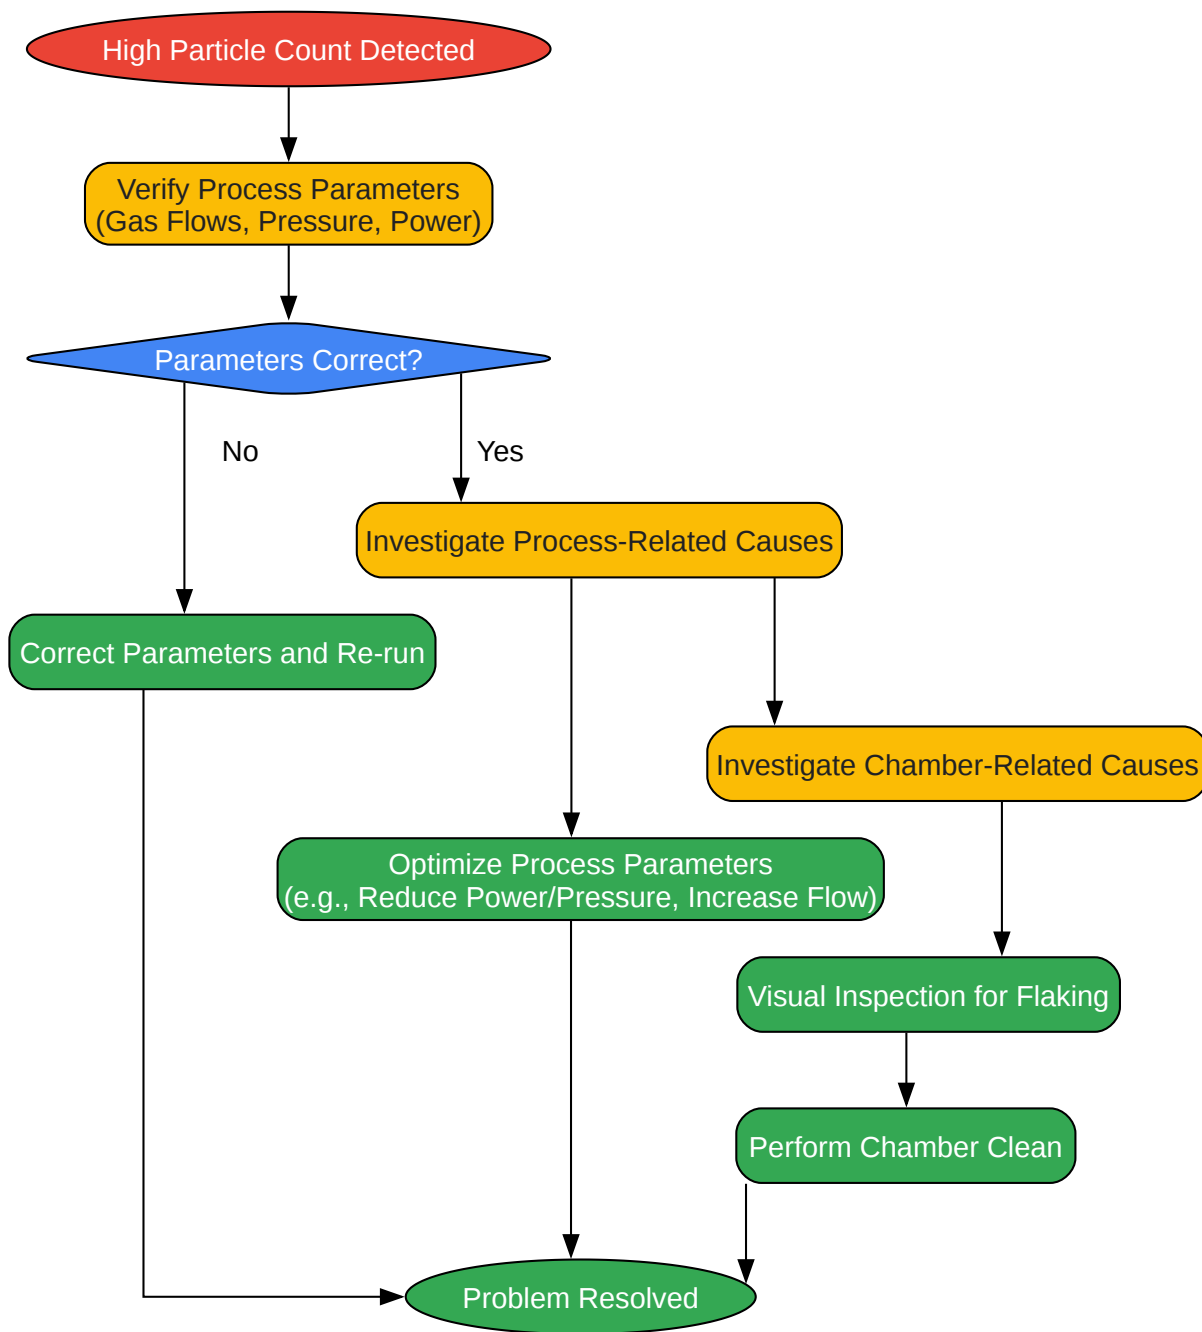 High Particle Count Detected
Verify Process Parameters
(Gas Flows, Pressure, Power)
Parameters Correct?
No
Yes
Investigate Process-Related Causes
Correct Parameters and Re-run
Investigate Chamber-Related Causes
Optimize Process Parameters
(e.g., Reduce Power/Pressure, Increase Flow)
Visual Inspection for Flaking
Perform Chamber Clean
Problem Resolved